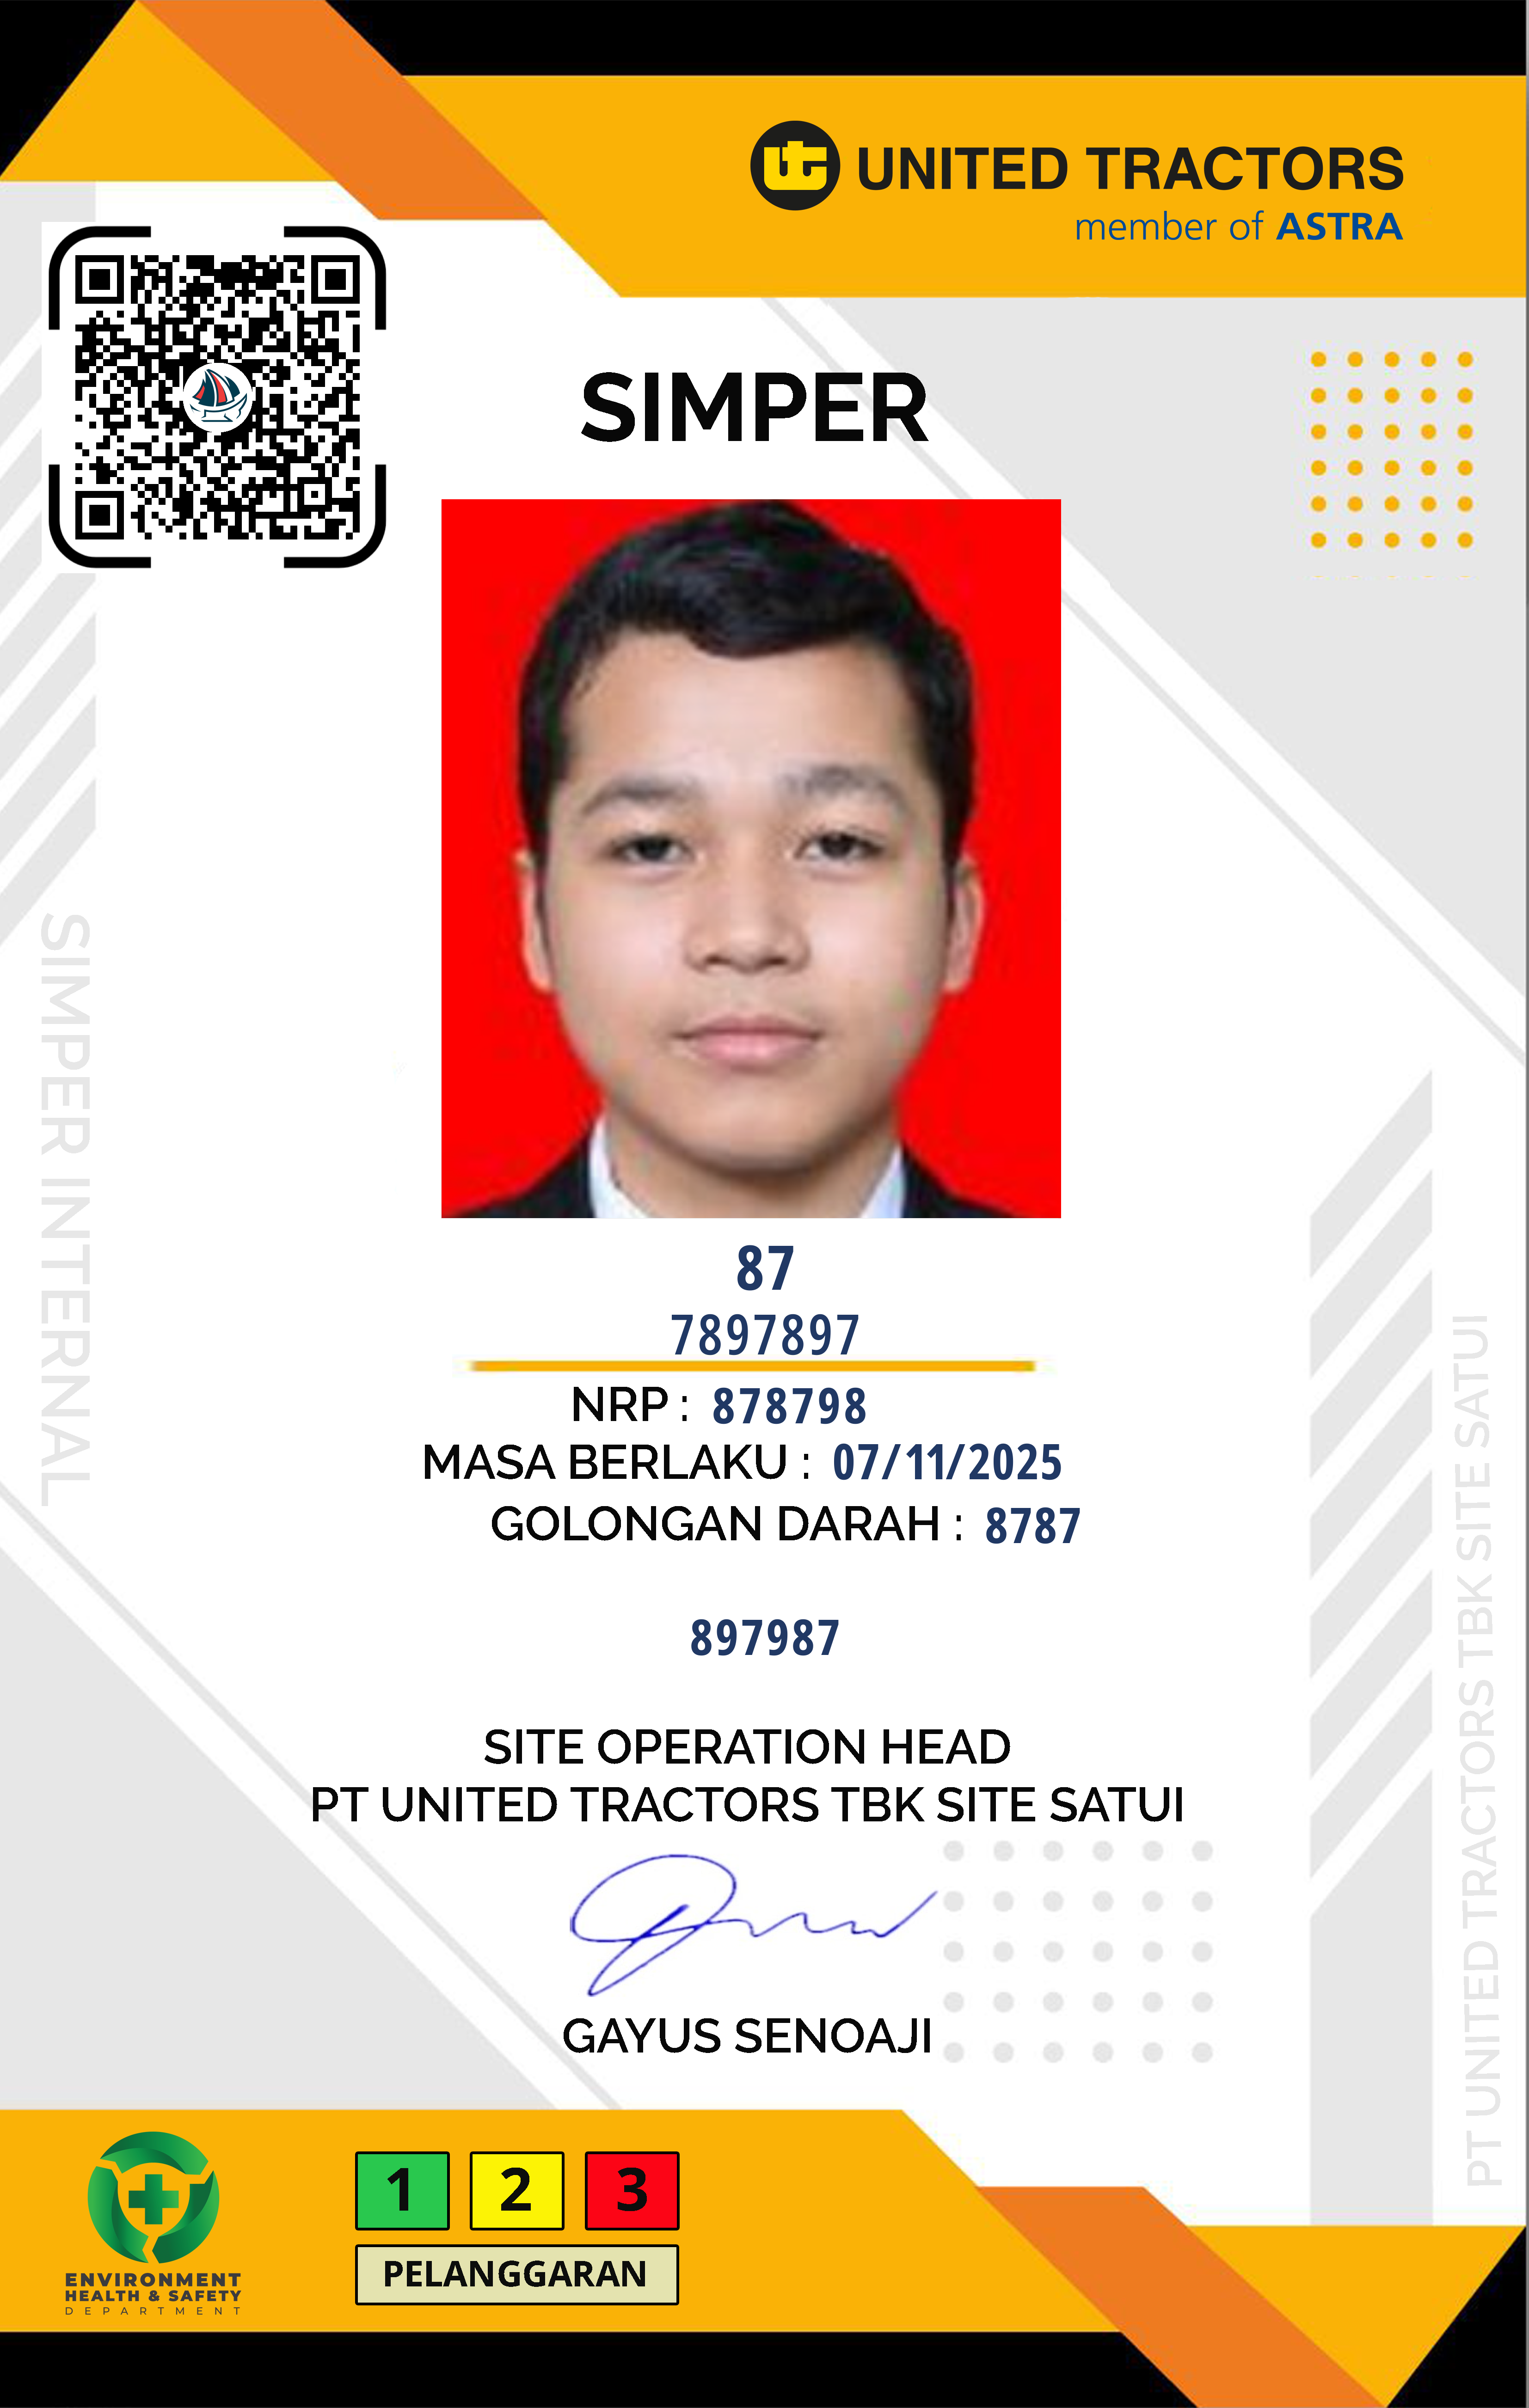 UNITED TRACTORS
member of ASTRA
SIMPER
87
7897897
NRP : 878798
MASA BERLAKU : 07/11/2025
GOLONGAN DARAH : 8787
897987
SITE OPERATION HEAD
PT UNITED TRACTORS TBK SITE SATUI
GAYUS SENOAJI
SIMPER INTERNAL
PT UNITED TRACTORS TBK SITE SATUI
ENVIRONMENT
HEALTH & SAFETY
DEPARTMENT
1 2 3
PELANGGARAN